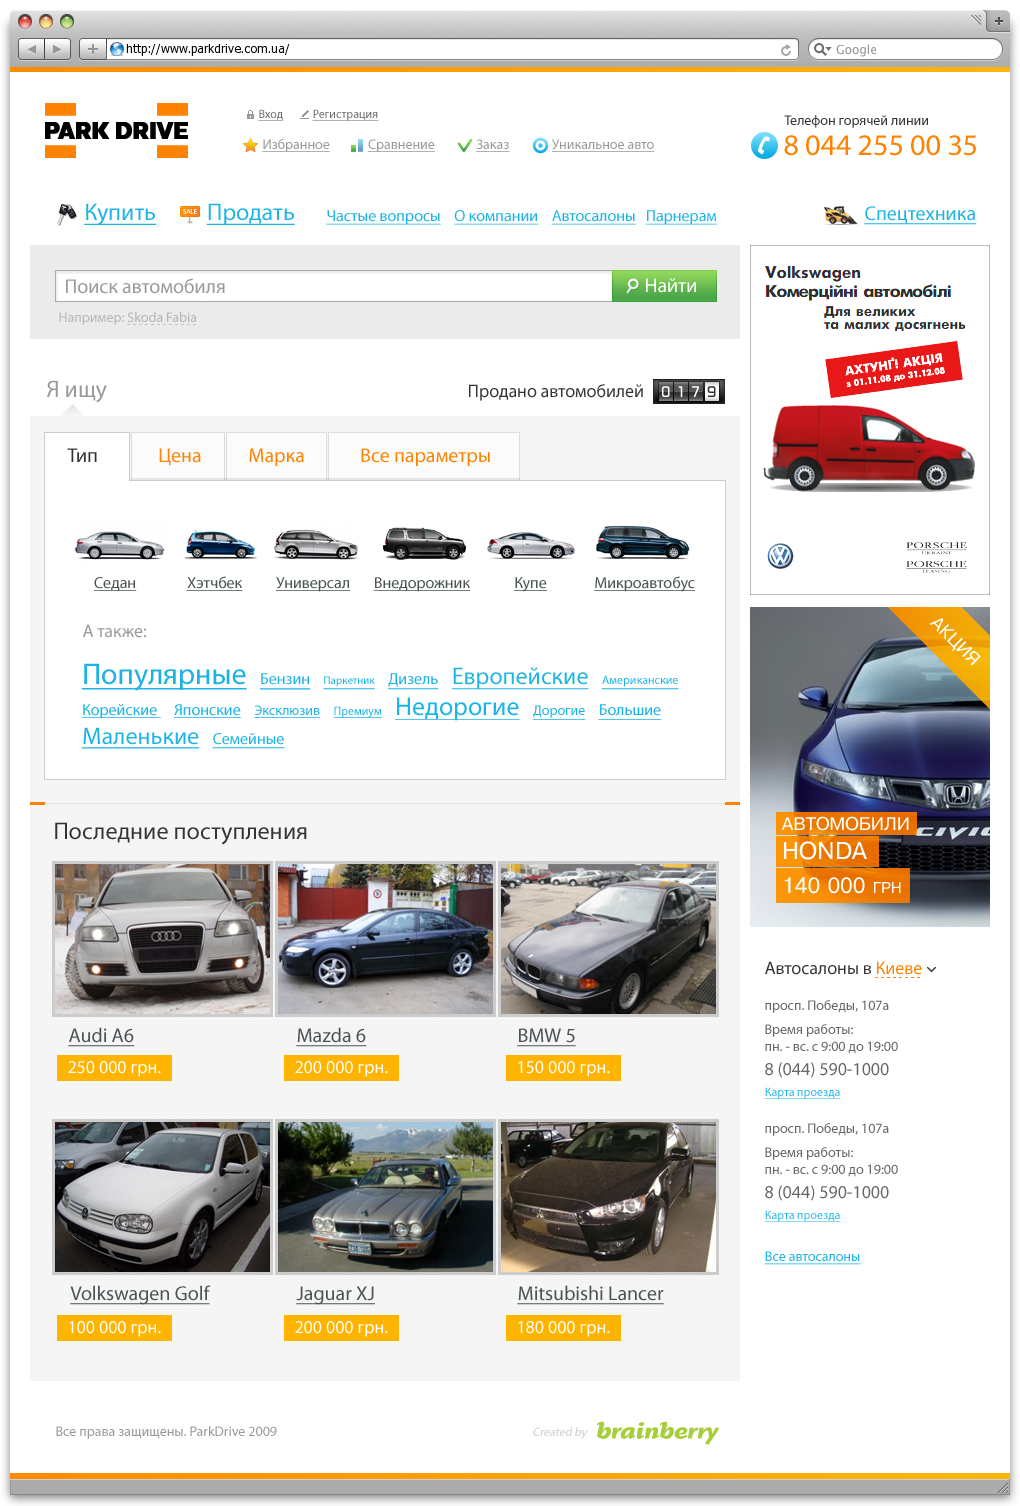 http://www.parkdrive.com.ua/
Google
PARK DRIVE
Вход
Регистрация
Избранное
Сравнение
Заказ
Уникальное авто
Телефон горячей линии
8 044 255 00 35
Купить
SALE
Продать
Частые вопросы
О компании
Автосалоны
Парнерам
Спецтехника
Поиск автомобиля
Найти
Например: Skoda Fabia
Volkswagen
Комерційні автомобілі
Для великих
та малих досягнень
АХТУНҐ! АКЦІЯ
з 01.11.08 до 31.12.08
PORSCHE
UKRAINE
PORSCHE
LEASING
Я ищу
Продано автомобилей 0179
Тип
Цена
Марка
Все параметры
Седан
Хэтчбек
Универсал
Внедорожник
Купе
Микроавтобус
А также:
Популярные Бензин Паркетник Дизель Европейские Американские
Корейские Японские Эксклюзив Премиум Недорогие Дорогие Большие
Маленькие Семейные
АКЦИЯ
CIVIC
АВТОМОБИЛИ
HONDA
140 000 ГРН
Последние поступления
Audi A6
250 000 грн.
Mazda 6
200 000 грн.
BMW 5
150 000 грн.
Volkswagen Golf
100 000 грн.
Jaguar XJ
200 000 грн.
Mitsubishi Lancer
180 000 грн.
Автосалоны в Киеве
просп. Победы, 107а
Время работы:
пн. - вс. с 9:00 до 19:00
8 (044) 590-1000
Карта проезда
просп. Победы, 107а
Время работы:
пн. - вс. с 9:00 до 19:00
8 (044) 590-1000
Карта проезда
Все автосалоны
Все права защищены. ParkDrive 2009
Created by brainberry